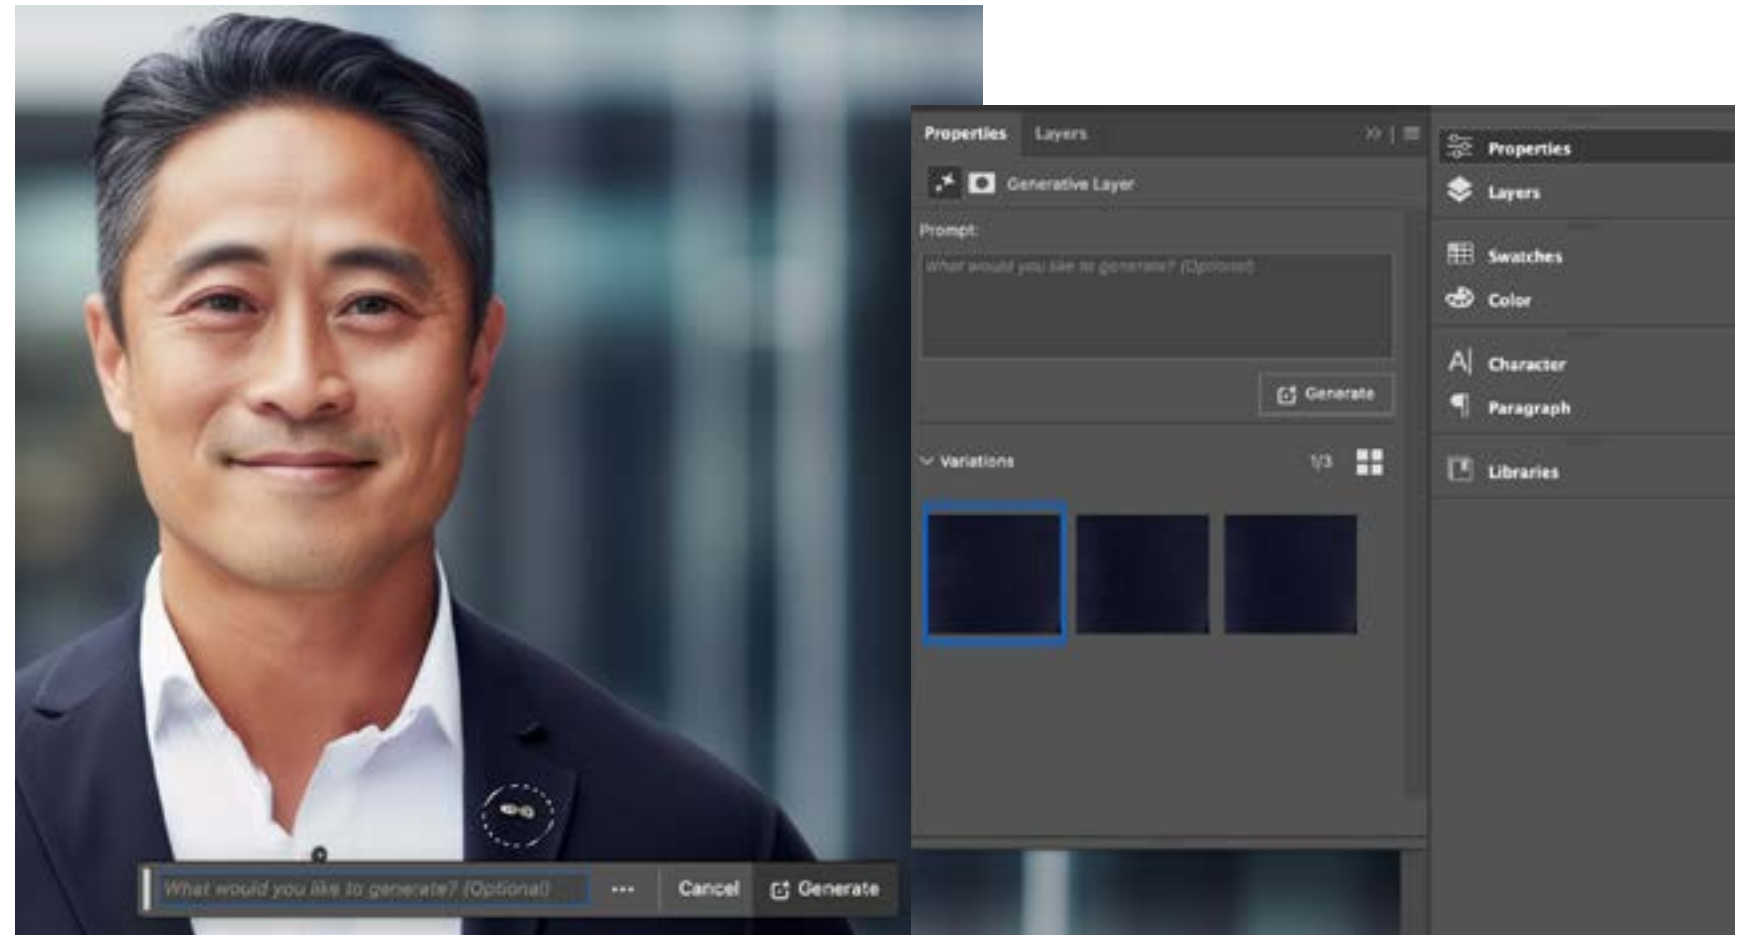 What would you like to generate? (Optional)
...
Cancel
Generate
Properties
Layers
Generative Layer
Prompt:
What would you like to generate? (Optional)
Generate
Variations
1/3
Properties
Layers
Swatches
Color
Character
Paragraph
Libraries